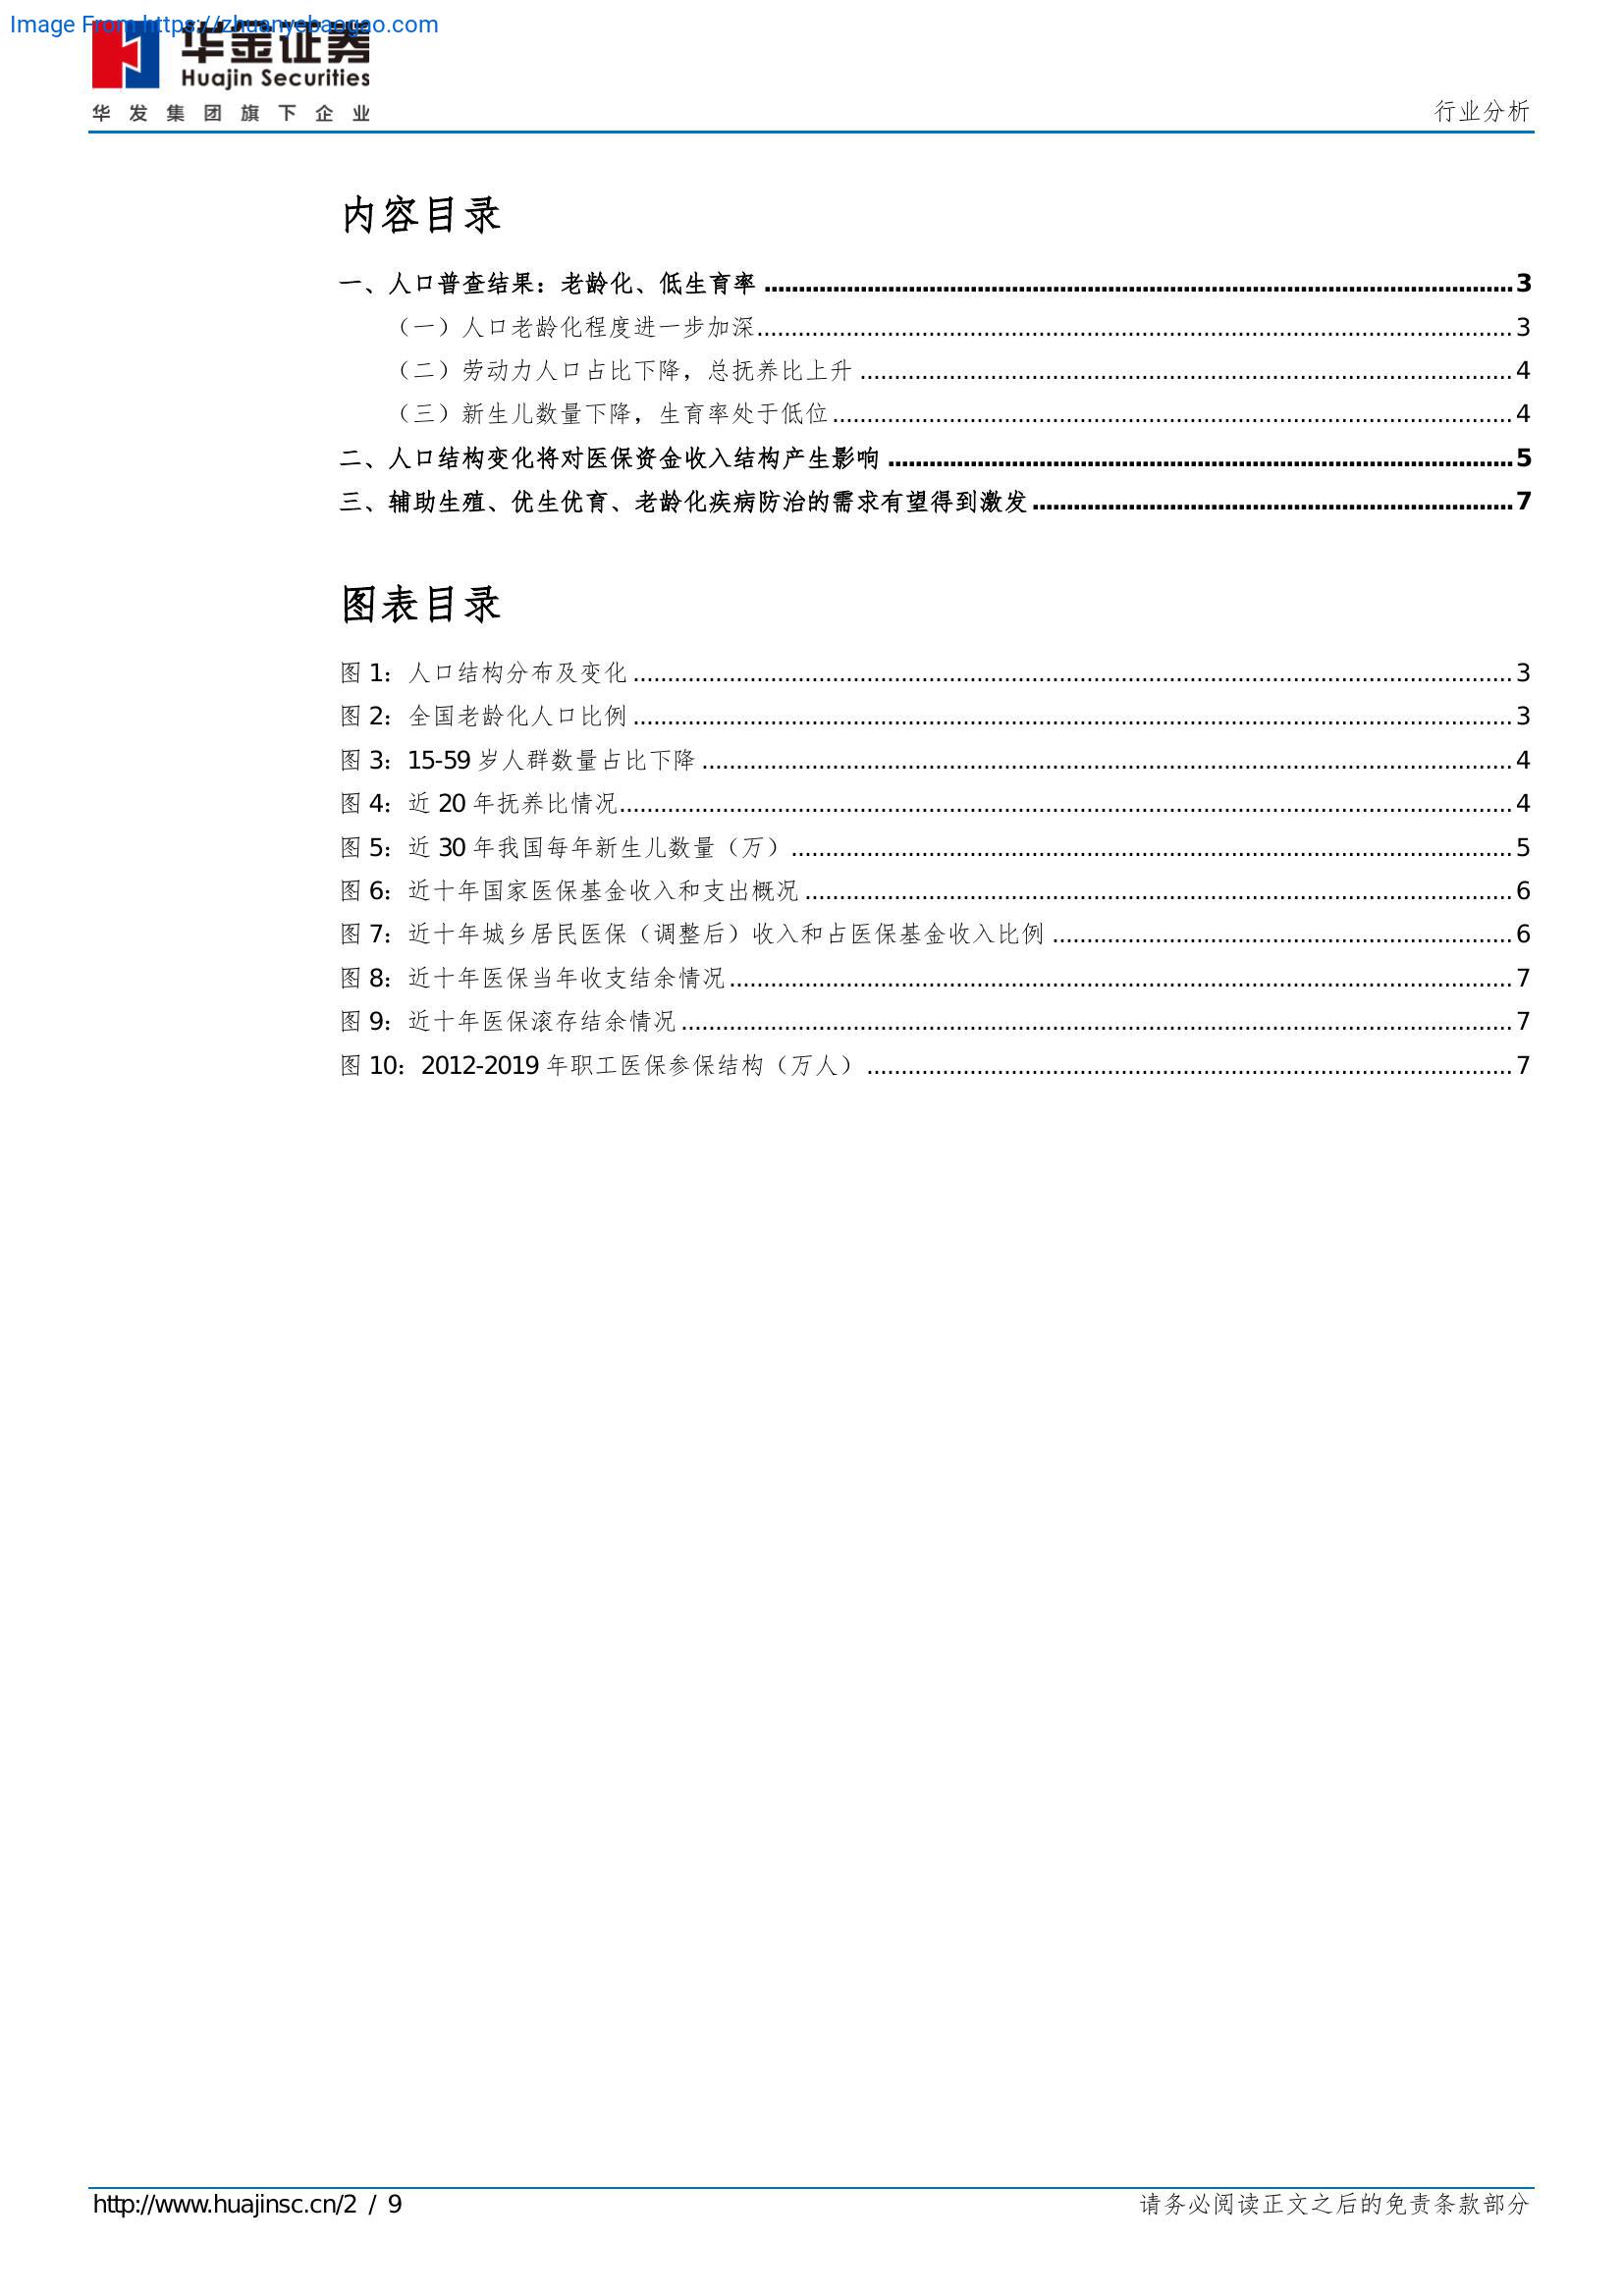 Image From https://zhuanyebaogao.com
华金证券
Huajin Securities
华发集团旗下企业
行业分析
内容目录
一、人口普查结果：老龄化、低生育率 3
（一）人口老龄化程度进一步加深 3
（二）劳动力人口占比下降，总抚养比上升 4
（三）新生儿数量下降，生育率处于低位 4
二、人口结构变化将对医保资金收入结构产生影响 5
三、辅助生殖、优生优育、老龄化疾病防治的需求有望得到激发 7
图表目录
图 1：人口结构分布及变化 3
图 2：全国老龄化人口比例 3
图 3：15-59 岁人群数量占比下降 4
图 4：近 20 年抚养比情况 4
图 5：近 30 年我国每年新生儿数量（万） 5
图 6：近十年国家医保基金收入和支出概况 6
图 7：近十年城乡居民医保（调整后）收入和占医保基金收入比例 6
图 8：近十年医保当年收支结余情况 7
图 9：近十年医保滚存结余情况 7
图 10：2012-2019 年职工医保参保结构（万人） 7
http://www.huajinsc.cn/2 / 9
请务必阅读正文之后的免责条款部分